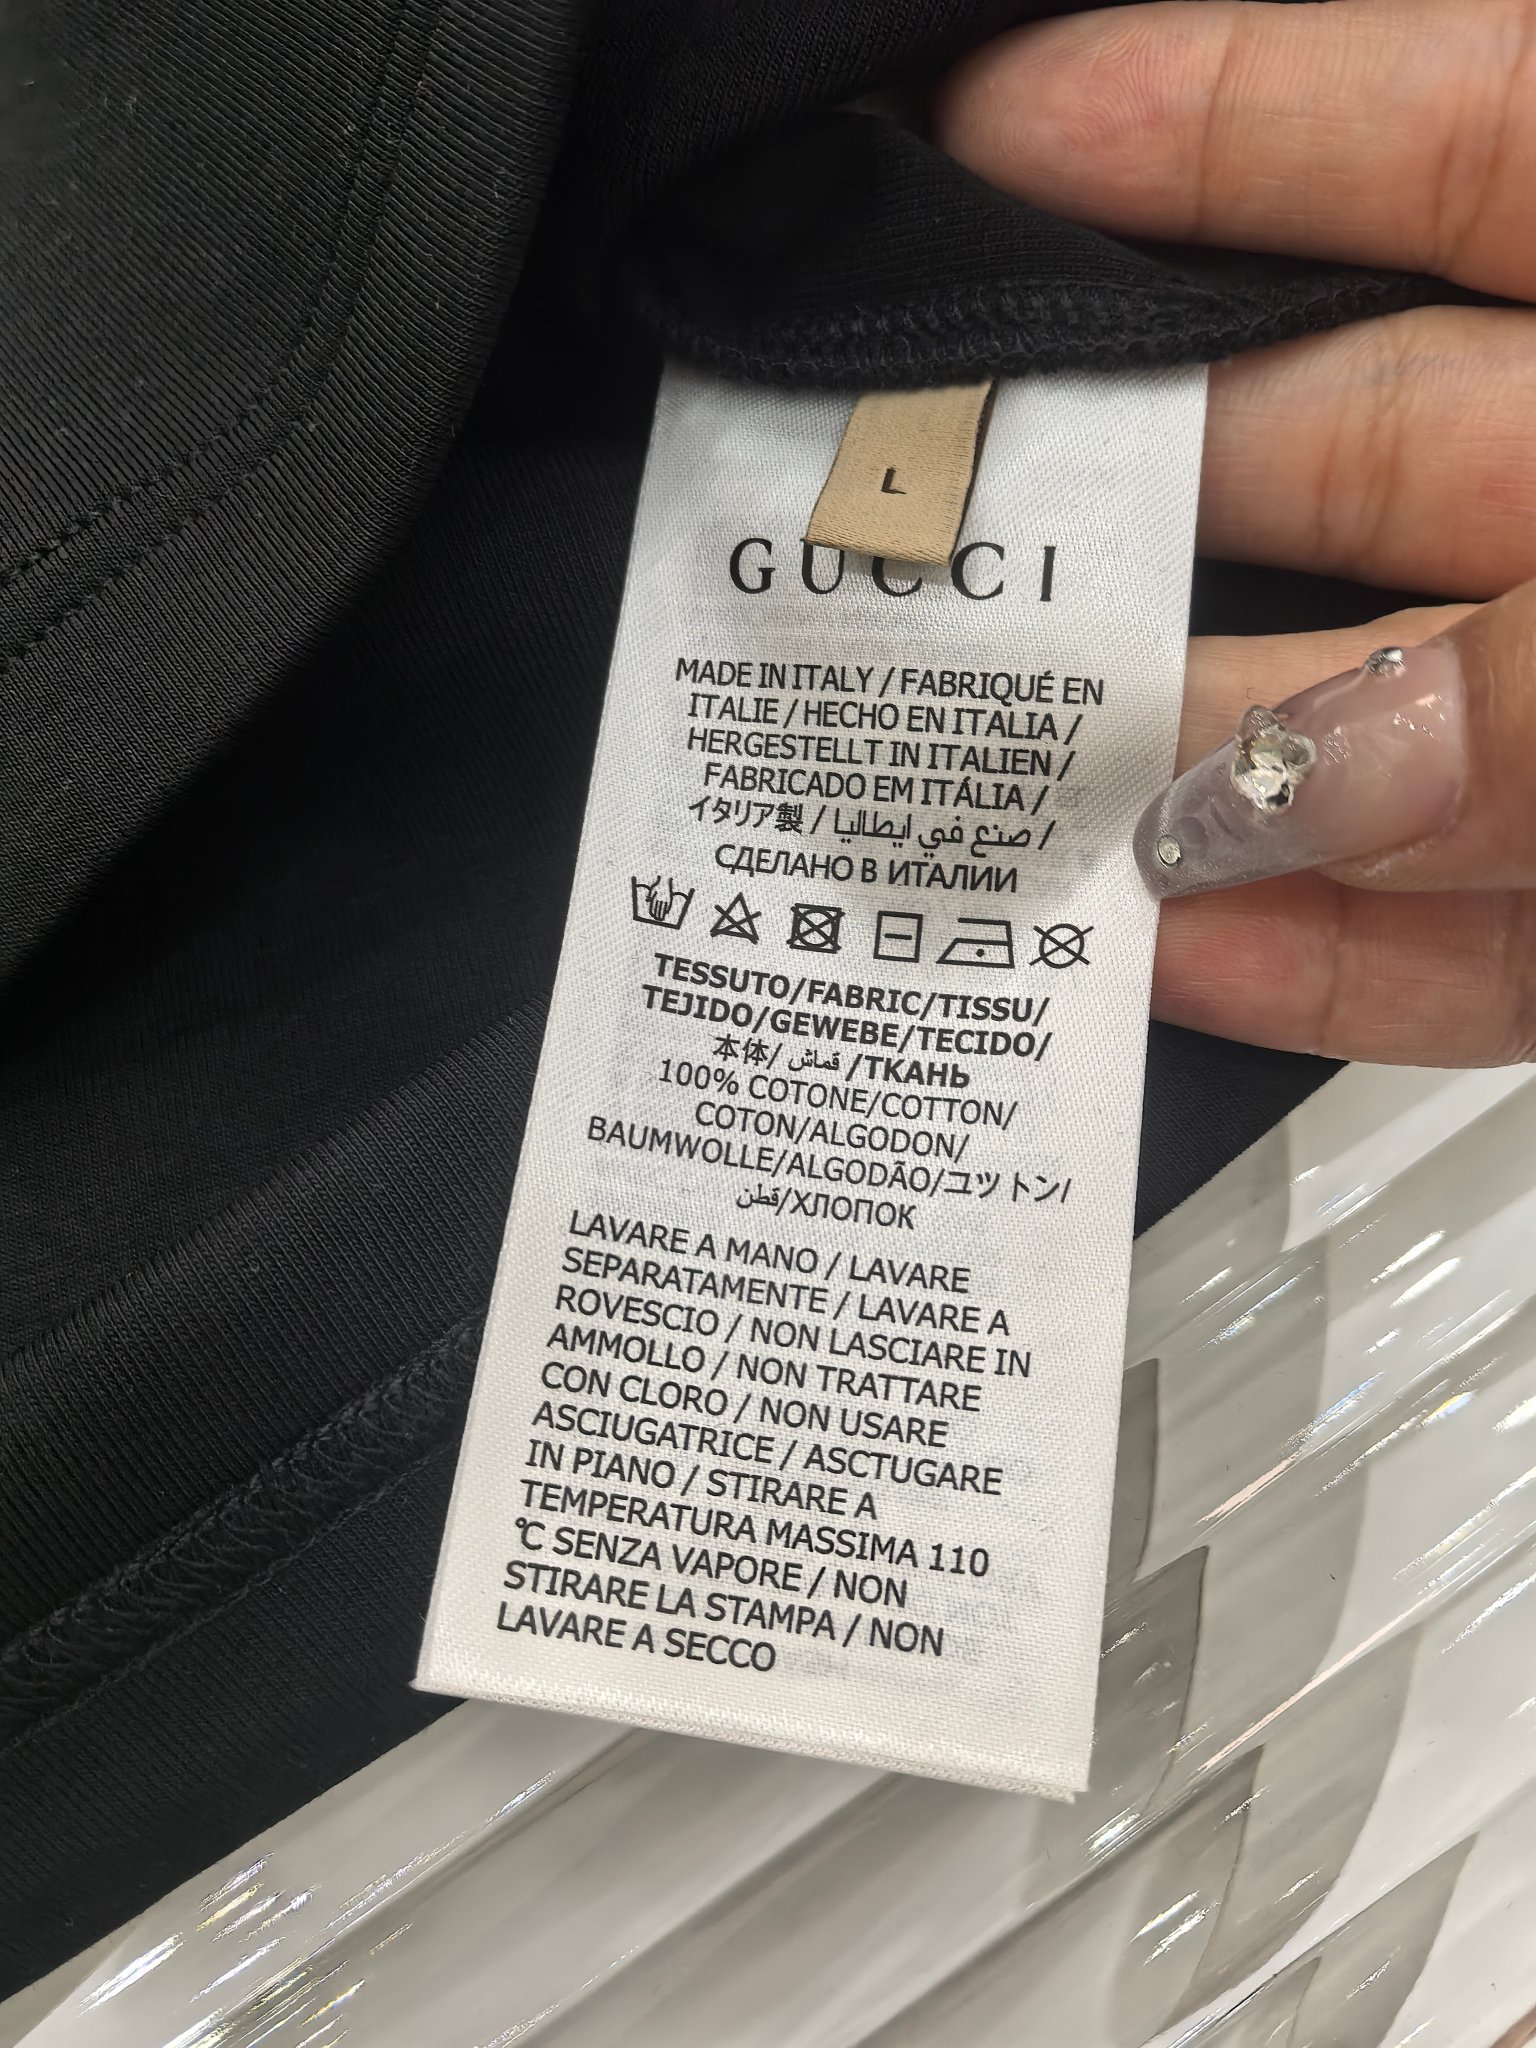 L
GUCCI
MADE IN ITALY / FABRIQUÉ EN
ITALIE / HECHO EN ITALIA /
HERGESTELLT IN ITALIEN /
FABRICADO EM ITÁLIA /
イタリア製 / صنع في ايطاليا /
СДЕЛАНО В ИТАЛИИ
TESSUTO/FABRIC/TISSU/
TEJIDO/GEWEBE/TECIDO/
本体/ قماش /ТКАНЬ
100% COTONE/COTTON/
COTON/ALGODON/
BAUMWOLLE/ALGODÃO/ユットン/
قطن/ХЛОПОК
LAVARE A MANO / LAVARE
SEPARATAMENTE / LAVARE A
ROVESCIO / NON LASCIARE IN
AMMOLLO / NON TRATTARE
CON CLORO / NON USARE
ASCIUGATRICE / ASCTUGARE
IN PIANO / STIRARE A
TEMPERATURA MASSIMA 110
℃ SENZA VAPORE / NON
STIRARE LA STAMPA / NON
LAVARE A SECCO